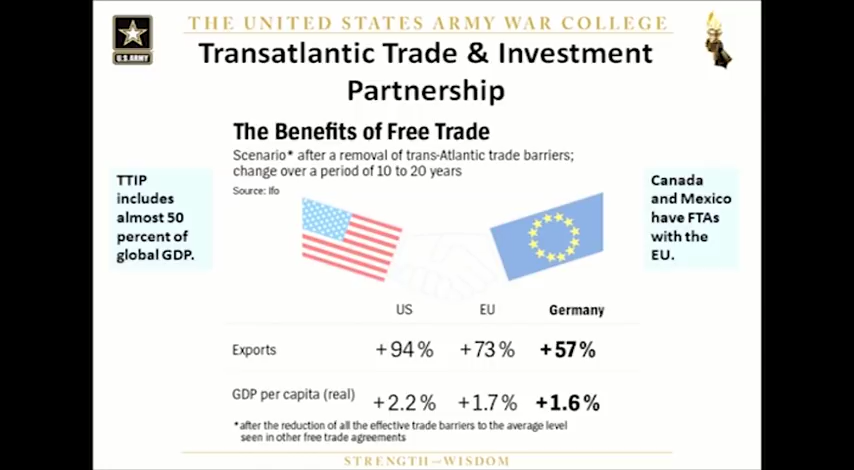 THE UNITED STATES ARMY WAR COLLEGE
U.S. ARMY
Transatlantic Trade & Investment
Partnership
The Benefits of Free Trade
Scenario* after a removal of trans-Atlantic trade barriers;
change over a period of 10 to 20 years
Source: Ifo
TTIP
includes
almost 50
percent of
global GDP.
Canada
and Mexico
have FTAs
with the
EU.
US EU Germany
Exports +94% +73% +57%
GDP per capita (real) +2.2% +1.7% +1.6%
*after the reduction of all the effective trade barriers to the average level
seen in other free trade agreements
STRENGTH—WISDOM